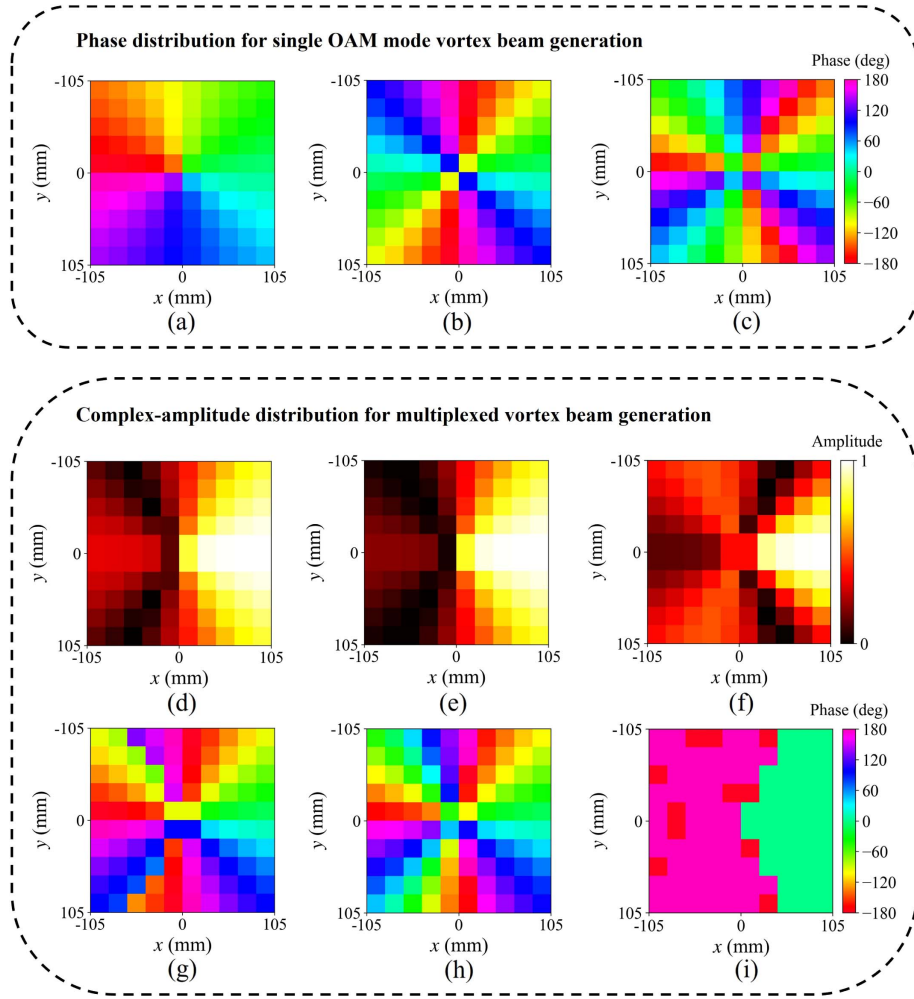 Phase distribution for single OAM mode vortex beam generation
Phase (deg)
-105
0
105
y (mm)
-105
0
105
x (mm)
(a)
-105
0
105
y (mm)
-105
0
105
x (mm)
(b)
-105
0
105
y (mm)
-105
0
105
x (mm)
(c)
180
120
60
0
−60
−120
−180
Complex-amplitude distribution for multiplexed vortex beam generation
Amplitude
-105
0
105
y (mm)
-105
0
105
x (mm)
(d)
-105
0
105
y (mm)
-105
0
105
x (mm)
(e)
-105
0
105
y (mm)
-105
0
105
x (mm)
(f)
1
0
-105
0
105
y (mm)
-105
0
105
x (mm)
(g)
-105
0
105
y (mm)
-105
0
105
x (mm)
(h)
Phase (deg)
-105
0
105
y (mm)
-105
0
105
x (mm)
(i)
180
120
60
0
−60
−120
−180